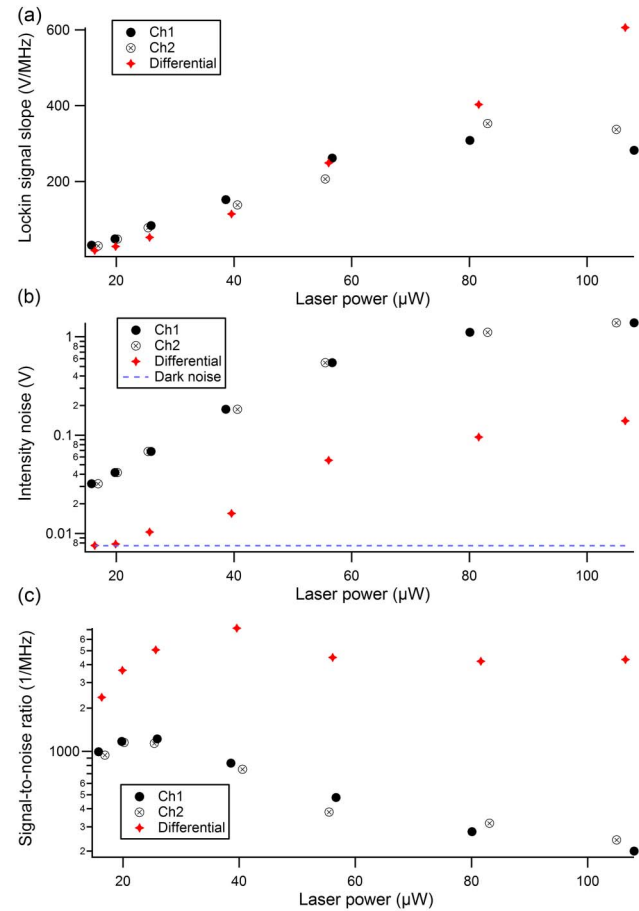 (a)
Lockin signal slope (V/MHz)
600
400
200
Ch1
Ch2
Differential
20 40 60 80 100
Laser power (µW)
(b)
Intensity noise (V)
1
8
6
4
2
0.1
8
6
4
2
0.01
8
Ch1
Ch2
Differential
Dark noise
20 40 60 80 100
Laser power (µW)
(c)
Signal-to-noise ratio (1/MHz)
6
5
4
3
2
1000
6
5
4
3
2
Ch1
Ch2
Differential
20 40 60 80 100
Laser power (µW)